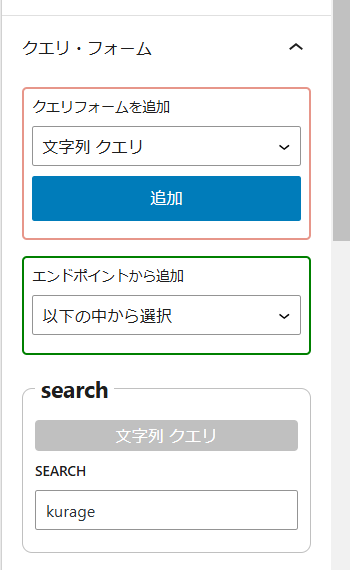 クエリ・フォーム
クエリフォームを追加
文字列 クエリ
追加
エンドポイントから追加
以下の中から選択
search
文字列 クエリ
SEARCH
kurage